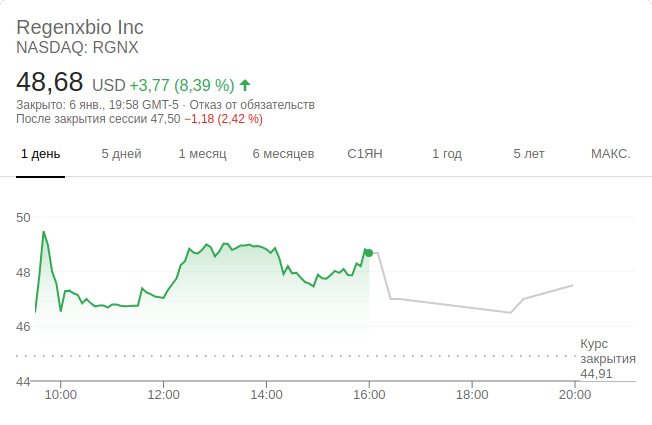 Regenxbio Inc
NASDAQ: RGNX
48,68 USD +3,77 (8,39 %)
Закрыто: 6 янв., 19:58 GMT-5 · Отказ от обязательств
После закрытия сессии 47,50 −1,18 (2,42 %)
1 день 5 дней 1 месяц 6 месяцев С1ЯН 1 год 5 лет МАКС.
50
48
46
Курс
закрытия
44,91
44
10:00 12:00 14:00 16:00 18:00 20:00